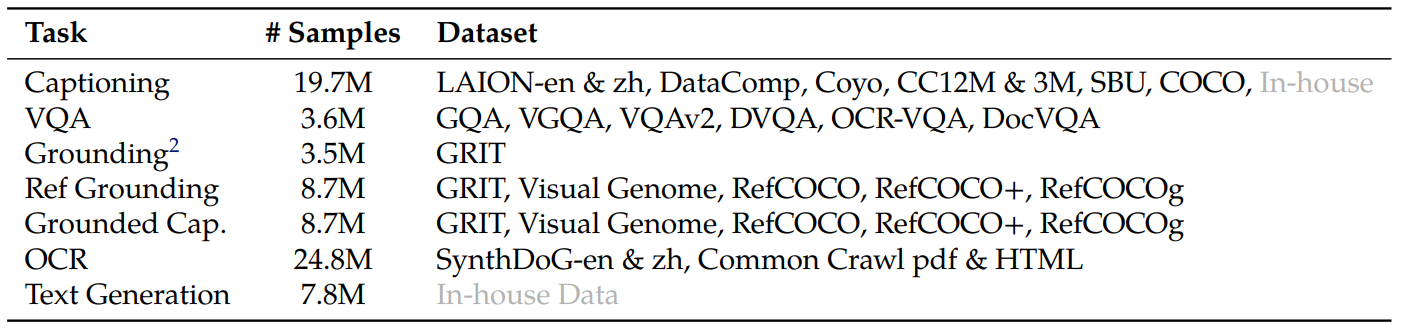 Task # Samples Dataset
Captioning 19.7M LAION-en & zh, DataComp, Coyo, CC12M & 3M, SBU, COCO, In-house
VQA 3.6M GQA, VGQA, VQAv2, DVQA, OCR-VQA, DocVQA
Grounding2 3.5M GRIT
Ref Grounding 8.7M GRIT, Visual Genome, RefCOCO, RefCOCO+, RefCOCOg
Grounded Cap. 8.7M GRIT, Visual Genome, RefCOCO, RefCOCO+, RefCOCOg
OCR 24.8M SynthDoG-en & zh, Common Crawl pdf & HTML
Text Generation 7.8M In-house Data